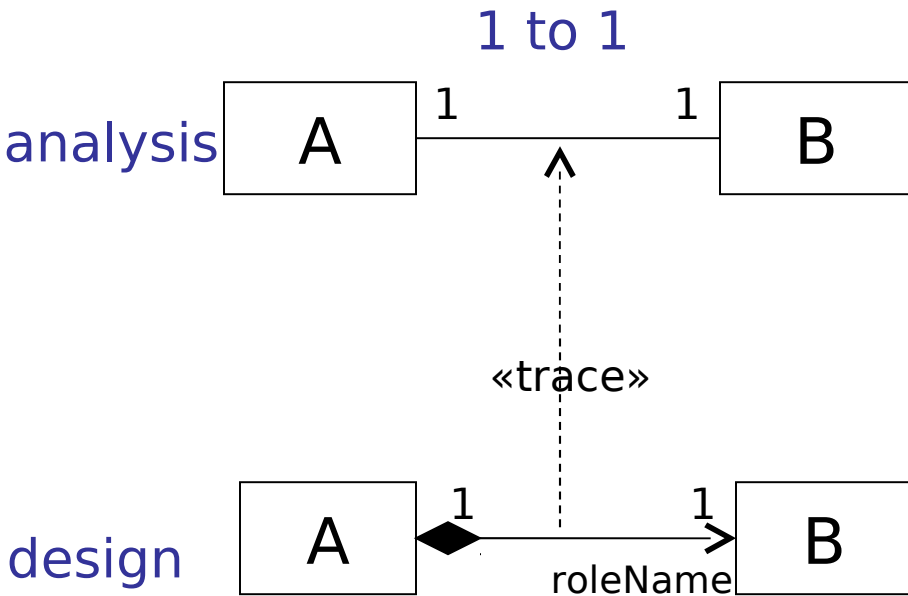 1 to 1
1 1
analysis A B
«trace»
1 1
design A B
roleName